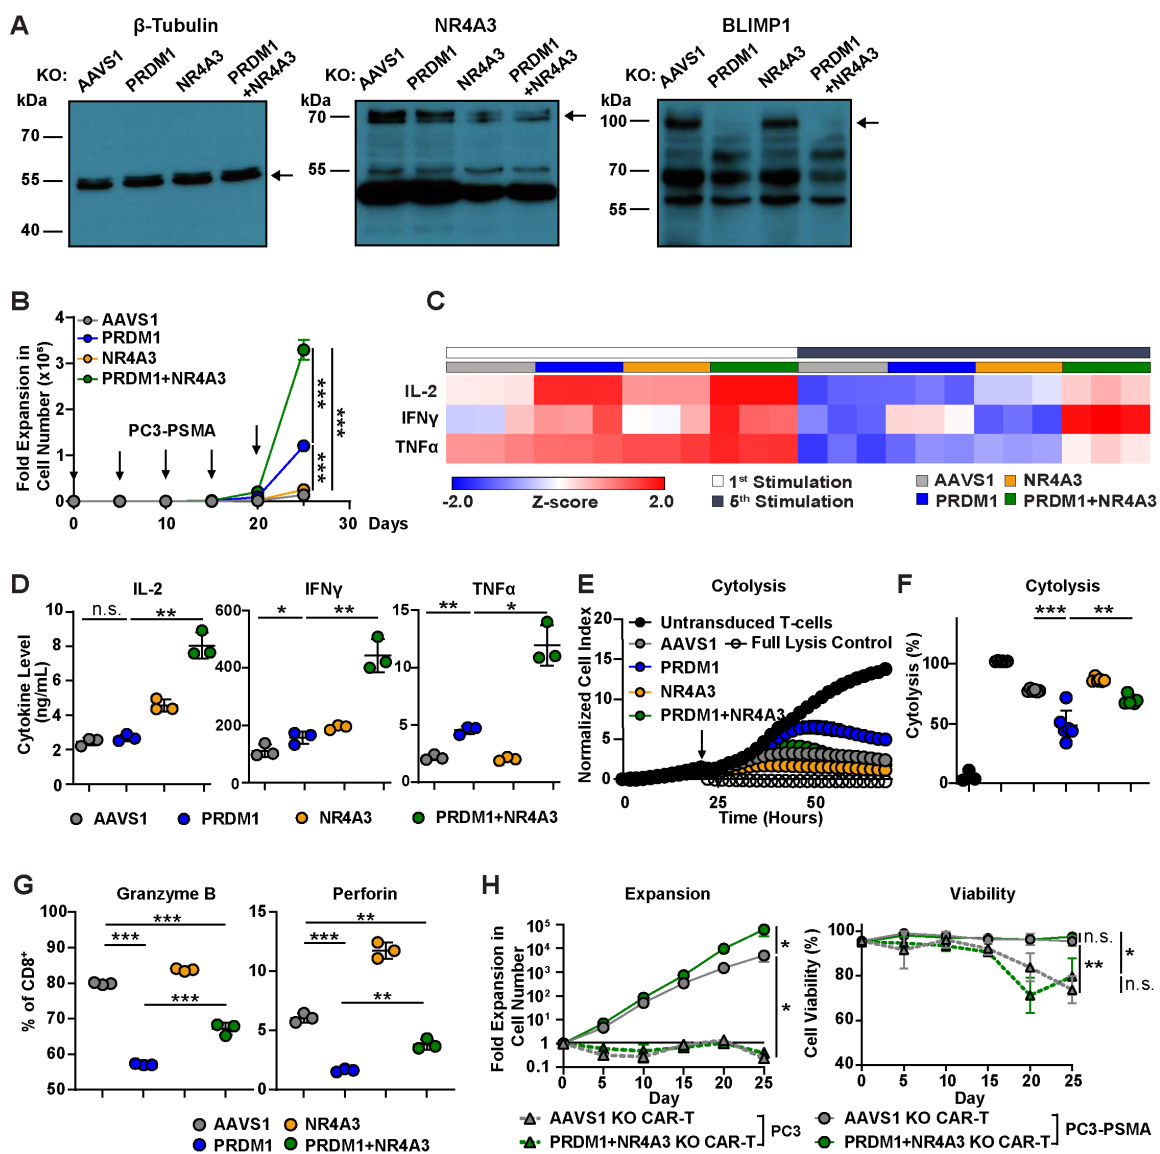 A
β-Tubulin
NR4A3
BLIMP1
KO: AAVS1 PRDM1 NR4A3 PRDM1 +NR4A3
KO: AAVS1 PRDM1 NR4A3 PRDM1 +NR4A3
KO: AAVS1 PRDM1 NR4A3 PRDM1 +NR4A3
kDa
70
55
40
kDa
70
55
kDa
100
70
55
B
Fold Expansion in
Cell Number (x10⁵)
4
3
2
1
0
AAVS1
PRDM1
NR4A3
PRDM1+NR4A3
PC3-PSMA
***
***
***
0 10 20 30 Days
C
IL-2
IFNγ
TNFα
-2.0 Z-score 2.0
1st Stimulation
5th Stimulation
AAVS1 NR4A3
PRDM1 PRDM1+NR4A3
D
IL-2
IFNγ
TNFα
Cytokine Level
(ng/mL)
n.s. **
10
8
6
4
2
0
* **
600
400
200
0
** *
15
10
5
0
AAVS1 PRDM1 NR4A3 PRDM1+NR4A3
E
Cytolysis
Normalized Cell Index
20
15
10
5
0
Untransduced T-cells
AAVS1 Full Lysis Control
PRDM1
NR4A3
PRDM1+NR4A3
0 25 50
Time (Hours)
F
Cytolysis
*** **
Cytolysis (%)
100
50
0
G
Granzyme B
Perforin
% of CD8+
100
90
80
70
60
50
***
***
***
15
10
5
0
**
***
**
AAVS1 NR4A3
PRDM1 PRDM1+NR4A3
H
Expansion
Viability
Fold Expansion in
Cell Number
10⁵
10⁴
10³
10²
10¹
1
0.1
*
*
0 5 10 15 20 25
Day
Cell Viability (%)
100
80
60
40
n.s.
**
*
n.s.
0 5 10 15 20 25
Day
AAVS1 KO CAR-T
PRDM1+NR4A3 KO CAR-T
PC3
AAVS1 KO CAR-T
PRDM1+NR4A3 KO CAR-T
PC3-PSMA